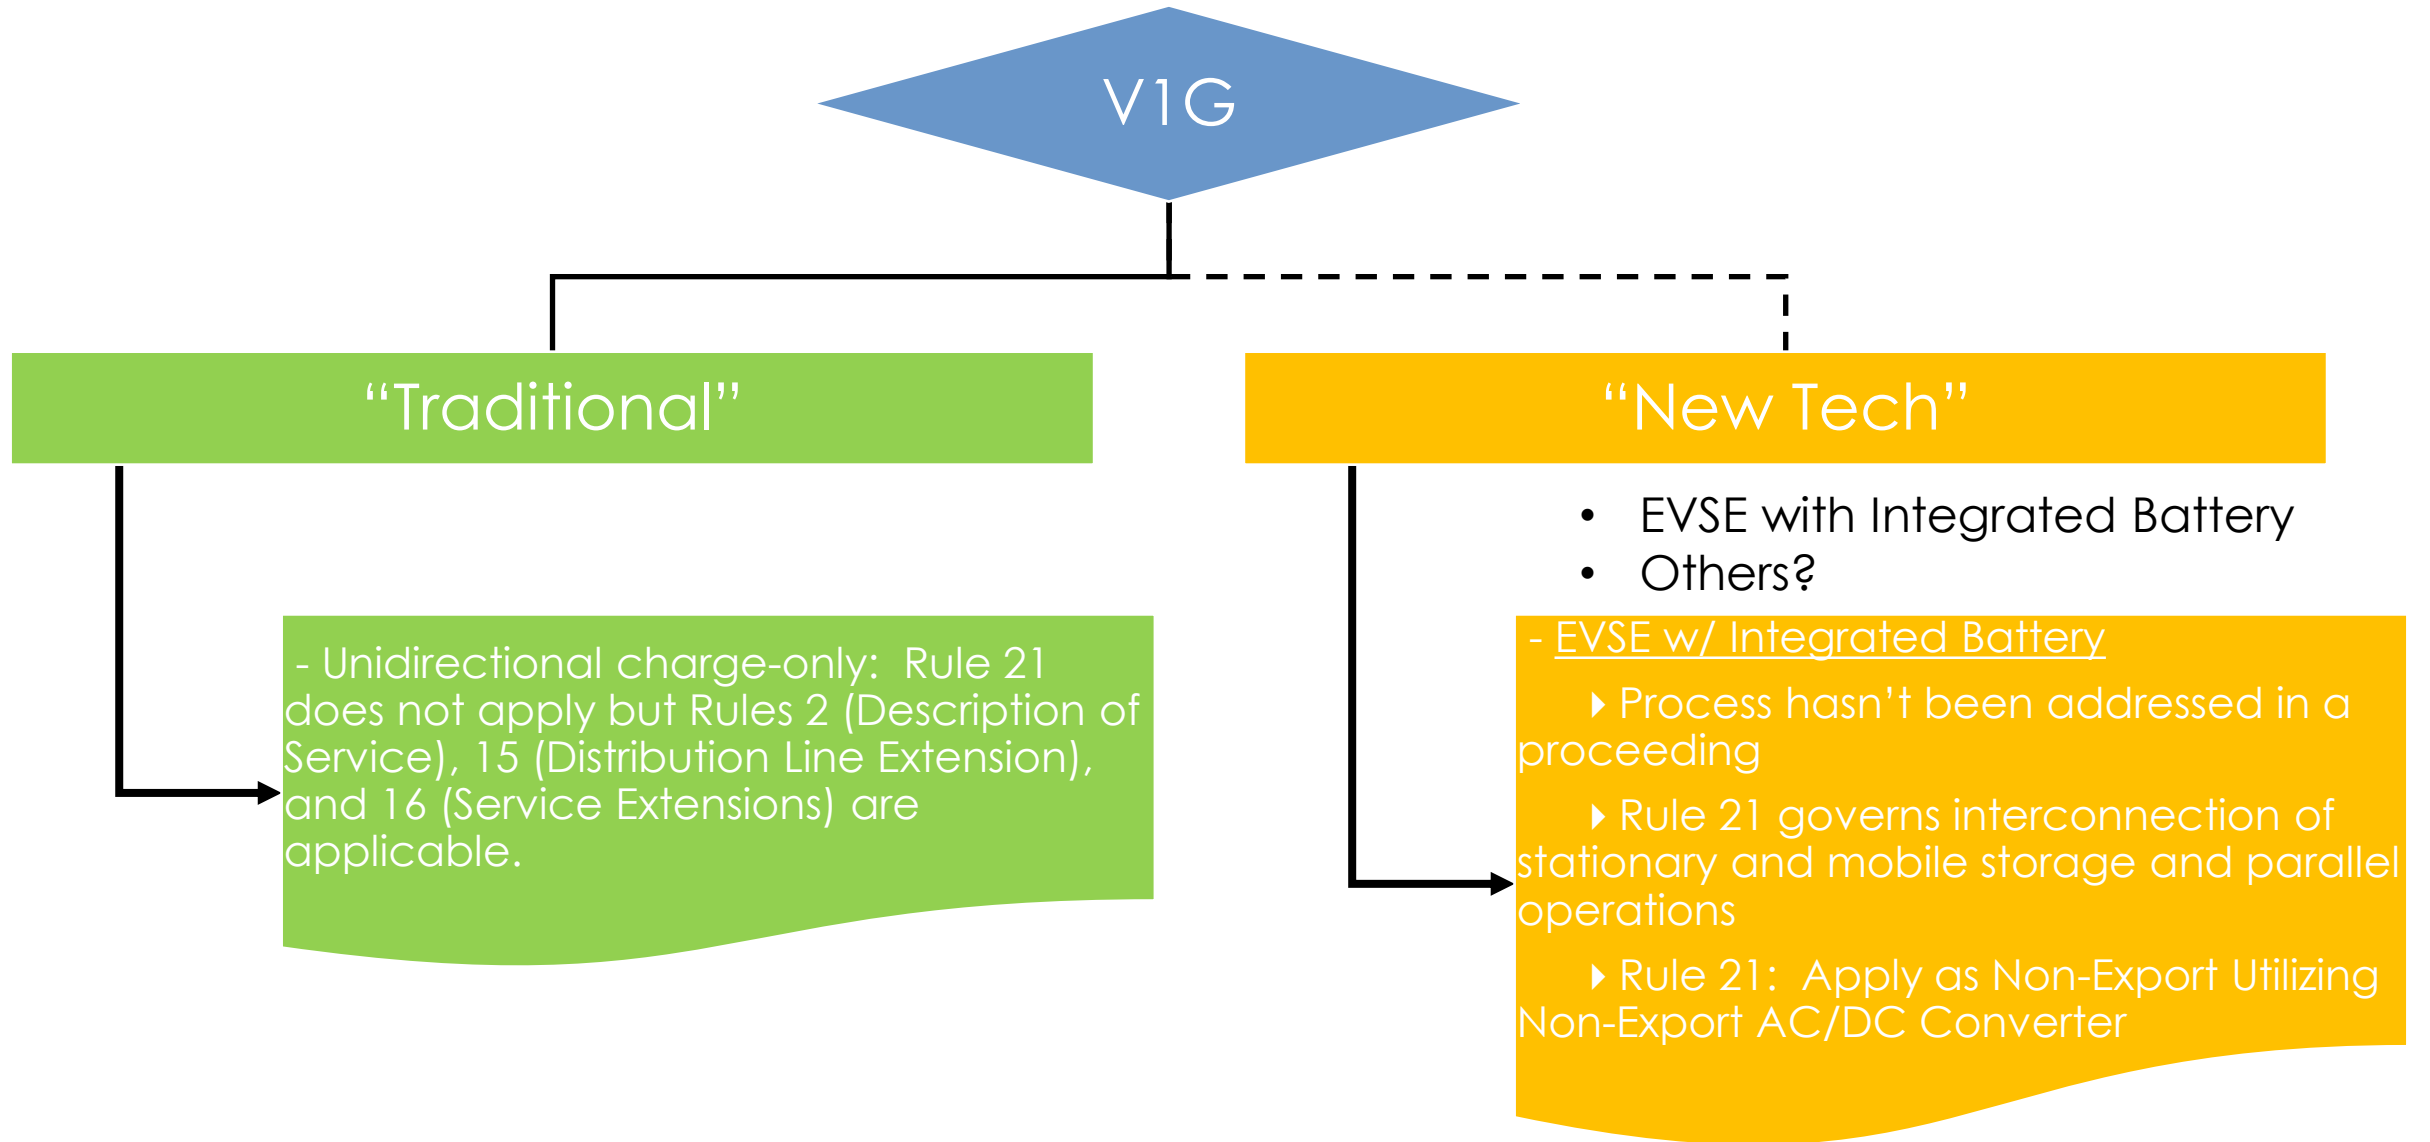 V1G
“Traditional”
“New Tech”
• EVSE with Integrated Battery
• Others?
- Unidirectional charge-only:  Rule 21
does not apply but Rules 2 (Description of
Service), 15 (Distribution Line Extension),
and 16 (Service Extensions) are
applicable.
- EVSE w/ Integrated Battery
Process hasn’t been addressed in a
proceeding
Rule 21 governs interconnection of
stationary and mobile storage and parallel
operations
Rule 21:  Apply as Non-Export Utilizing
Non-Export AC/DC Converter